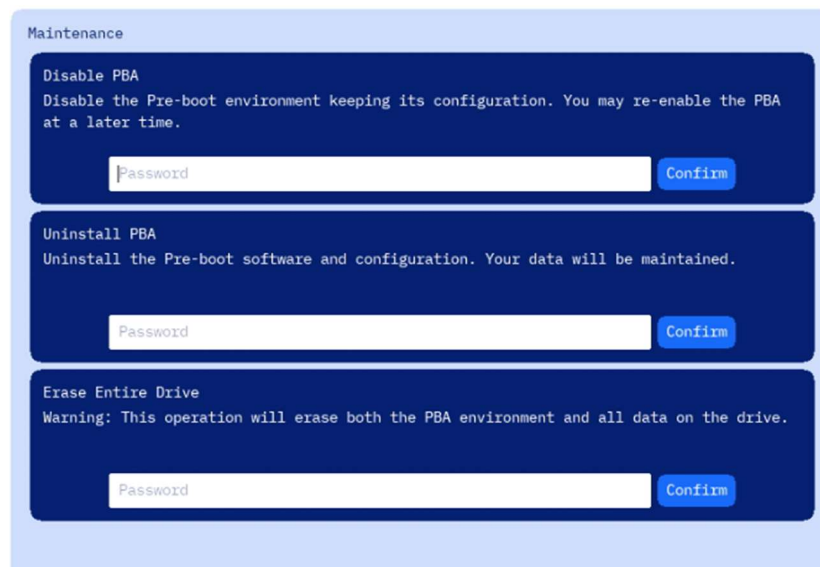 Maintenance
Disable PBA
Disable the Pre-boot environment keeping its configuration. You may re-enable the PBA
at a later time.
Password
Confirm
Uninstall PBA
Uninstall the Pre-boot software and configuration. Your data will be maintained.
Password
Confirm
Erase Entire Drive
Warning: This operation will erase both the PBA environment and all data on the drive.
Password
Confirm